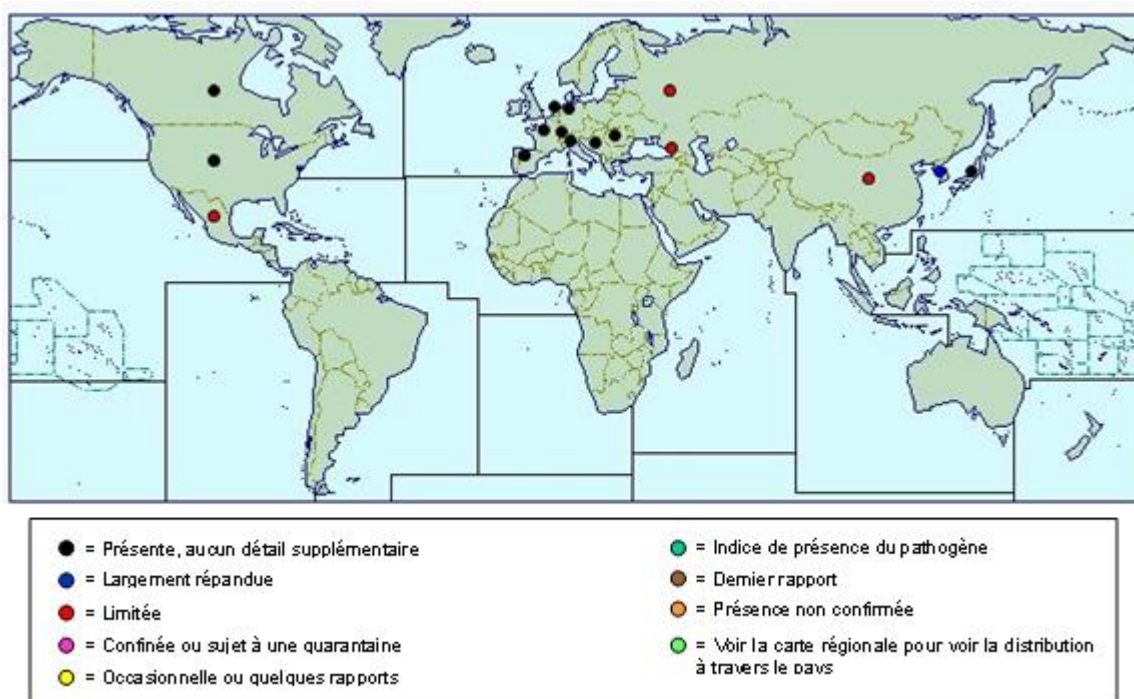 = Présente, aucun détail supplémentaire
= Largement répandue
= Limitée
= Confinée ou sujet à une quarantaine
= Occasionnelle ou quelques rapports
= Indice de présence du pathogène
= Dernier rapport
= Présence non confirmée
= Voir la carte régionale pour voir la distribution
à travers le pays